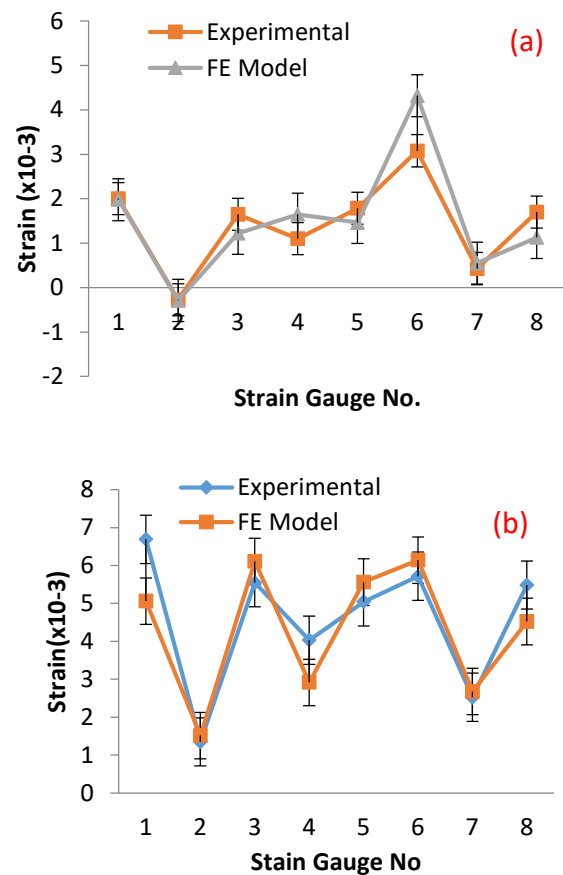 6
5
4
3
2
1
0
-1
-2
Strain (x10-3)
Experimental
FE Model
(a)
1 2 3 4 5 6 7 8
Strain Gauge No.
8
7
6
5
4
3
2
1
0
Strain(x10-3)
Experimental
FE Model
(b)
1 2 3 4 5 6 7 8
Stain Gauge No